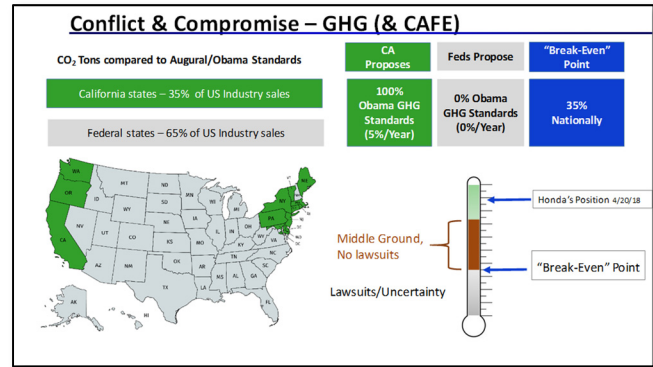 Conflict & Compromise – GHG (& CAFE)
CO2 Tons compared to Augural/Obama Standards
California states – 35% of US Industry sales
Federal states – 65% of US Industry sales
CA
Proposes
Feds Propose
“Break-Even”
Point
100%
Obama GHG
Standards
(5%/Year)
0% Obama
GHG Standards
(0%/Year)
35%
Nationally
WA
OR
CA
ID
NV
MT
WY
UT
AZ
CO
NM
ND
SD
NE
KS
OK
TX
MN
IA
MO
AR
LA
WI
IL
MS
MI
IN
OH
KY
TN
AL
GA
FL
SC
NC
VA
WV
PA
NY
ME
AK
HI
Honda's Position 4/20/18
Middle Ground,
No lawsuits
“Break-Even” Point
Lawsuits/Uncertainty